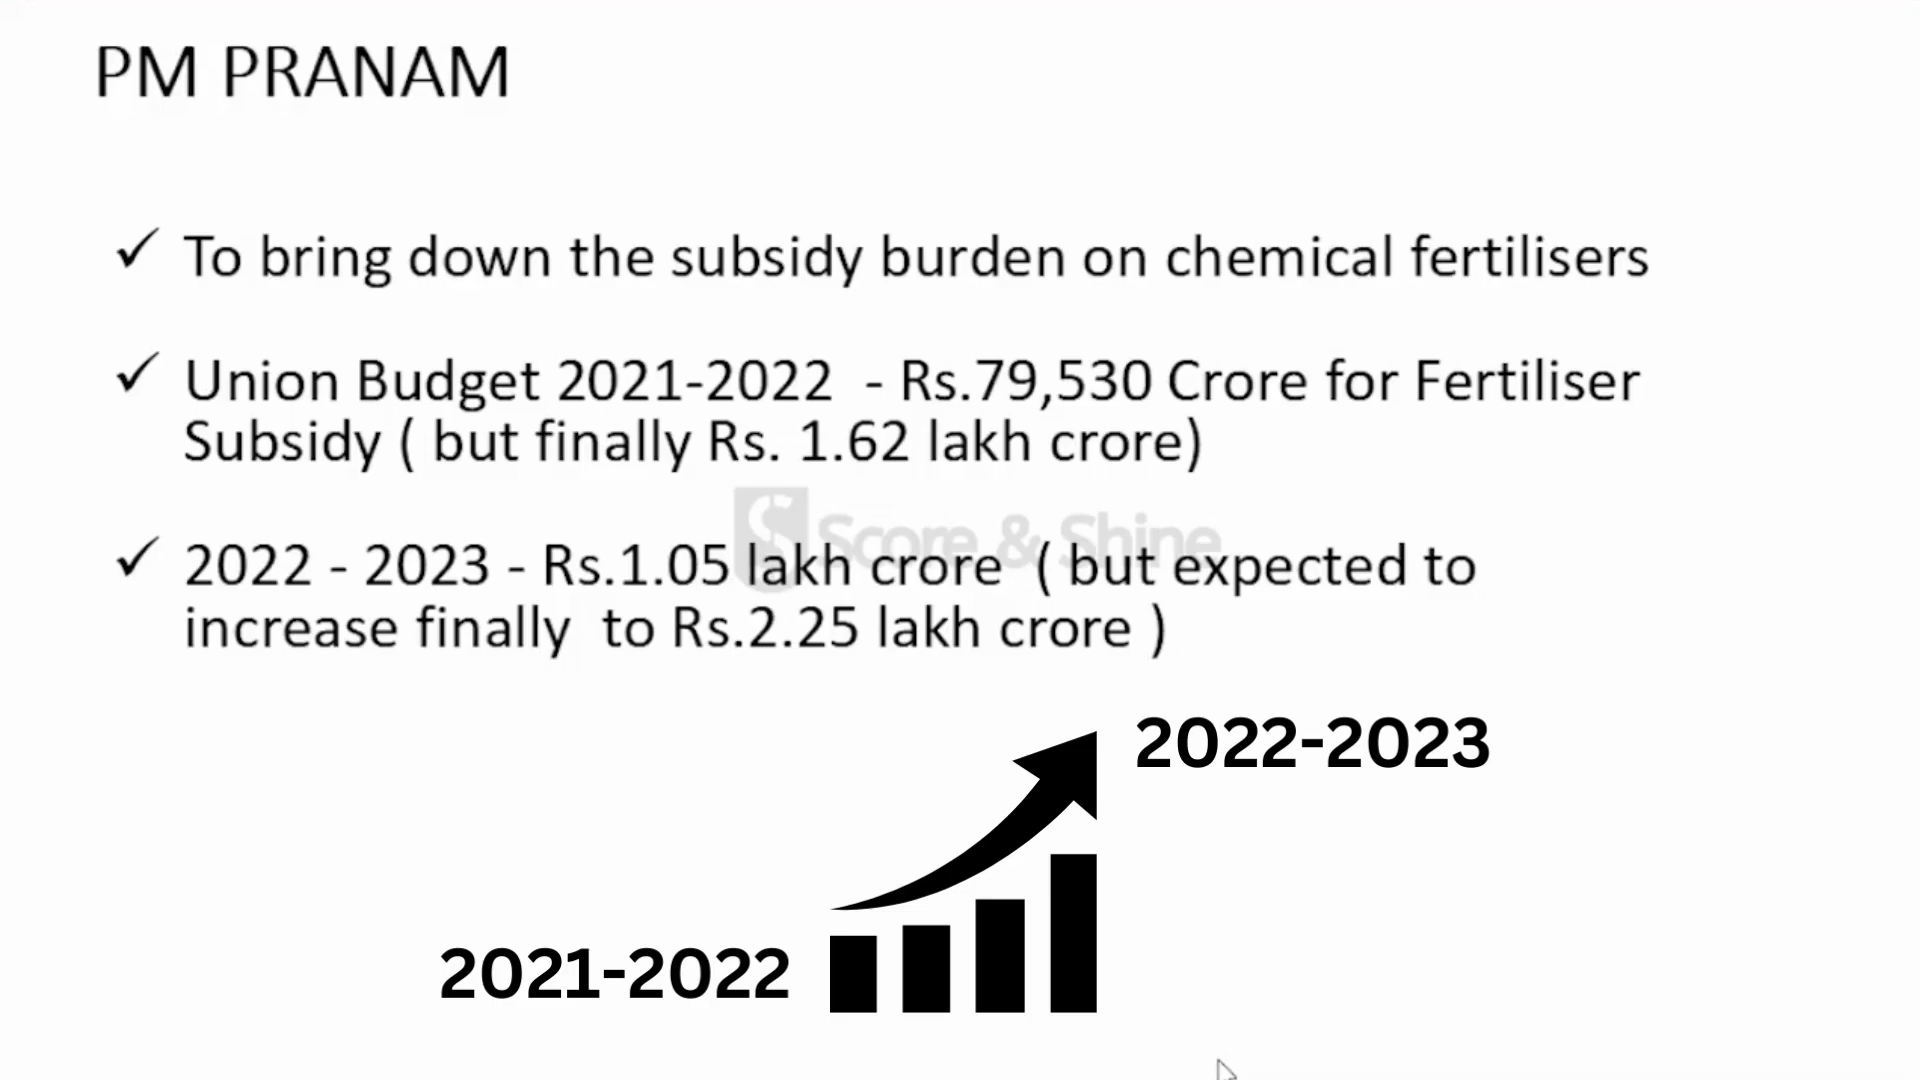 PM PRANAM
✓ To bring down the subsidy burden on chemical fertilisers
✓ Union Budget 2021-2022 - Rs.79,530 Crore for Fertiliser
Subsidy ( but finally Rs. 1.62 lakh crore)
Score & Shine
✓ 2022 - 2023 - Rs.1.05 lakh crore ( but expected to
increase finally to Rs.2.25 lakh crore )
2022-2023
2021-2022